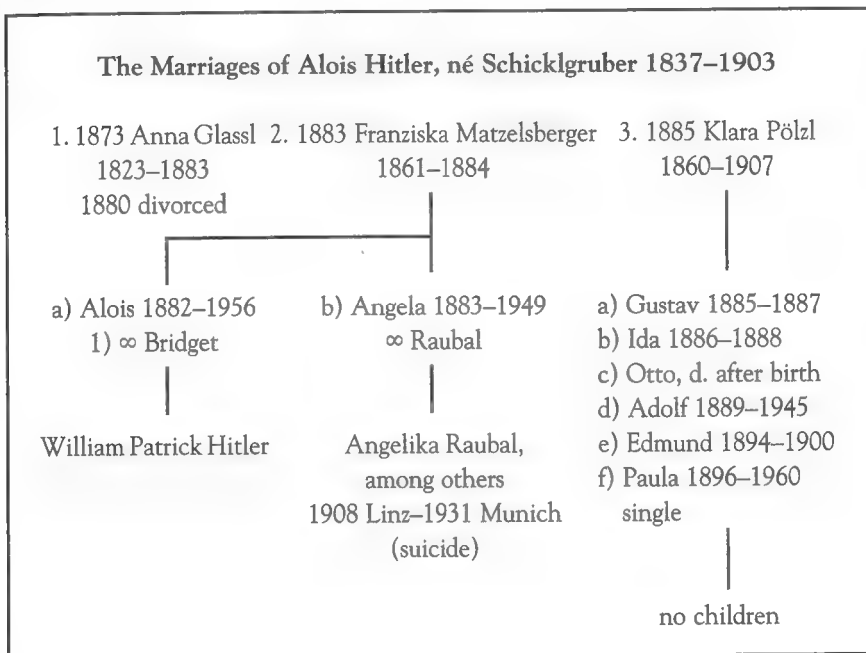 The Marriages of Alois Hitler, né Schicklgruber 1837–1903
1. 1873 Anna Glassl
1823–1883
1880 divorced
2. 1883 Franziska Matzelsberger
1861–1884
3. 1885 Klara Pölzl
1860–1907
a) Alois 1882–1956
1) ∞ Bridget
William Patrick Hitler
b) Angela 1883–1949
∞ Raubal
Angelika Raubal,
among others
1908 Linz–1931 Munich
(suicide)
a) Gustav 1885–1887
b) Ida 1886–1888
c) Otto, d. after birth
d) Adolf 1889–1945
e) Edmund 1894–1900
f) Paula 1896–1960
single
no children